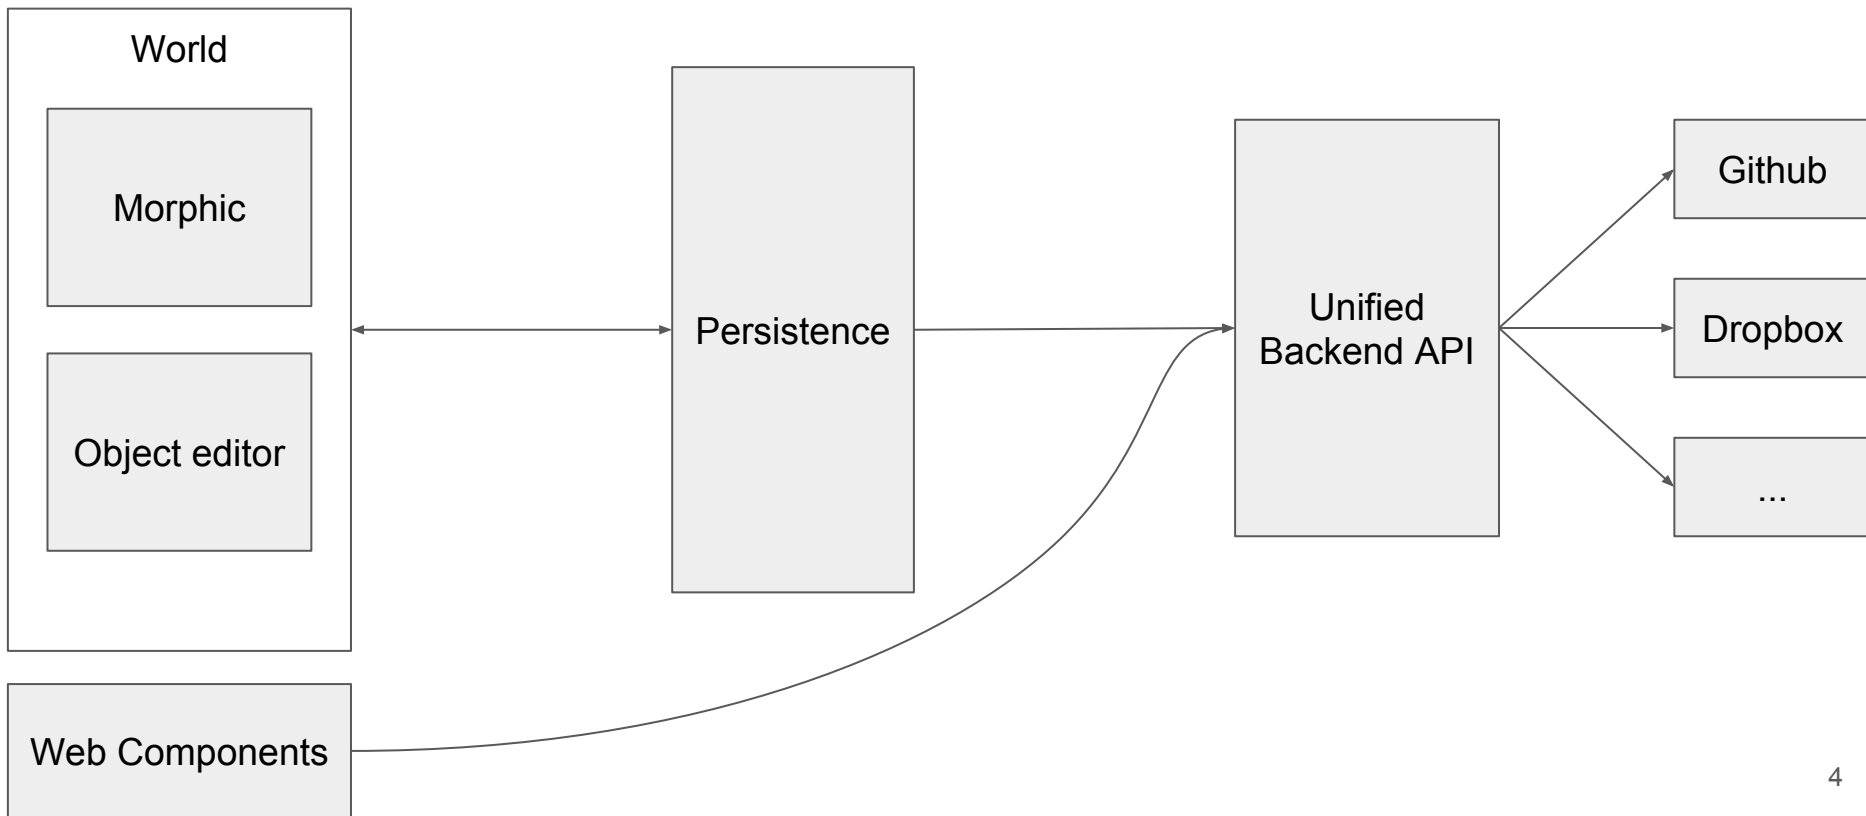 World
Morphic
Object editor
Web Components
Persistence
Unified
Backend API
Github
Dropbox
...
4